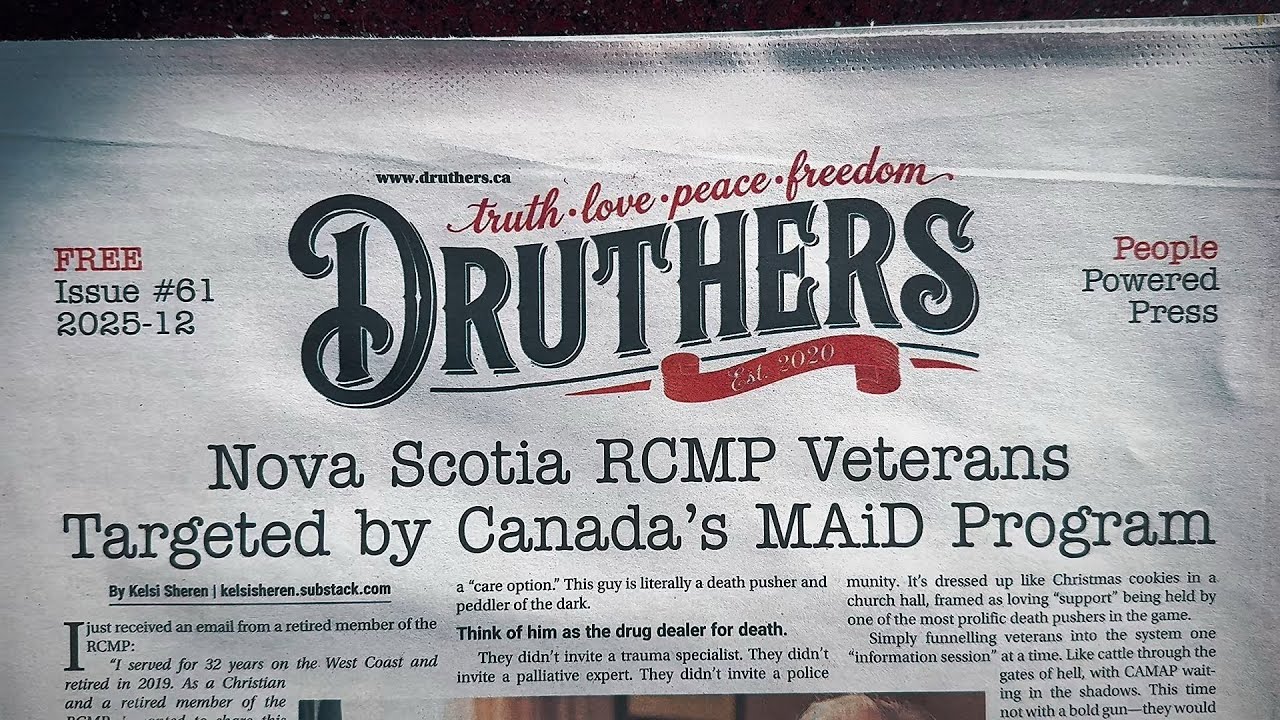 www.druthers.ca
truth · love · peace · freedom
DRUTHERS
Est. 2020
FREE
Issue #61
2025-12
People
Powered
Press
Nova Scotia RCMP Veterans
Targeted by Canada's MAiD Program
By Kelsi Sheren | kelsisheren.substack.com
I just received an email from a retired member of the
RCMP:
"I served for 32 years on the West Coast and
retired in 2019. As a Christian
and a retired member of the
RCMP, I wanted to share this
a "care option." This guy is literally a death pusher and
peddler of the dark.
Think of him as the drug dealer for death.
They didn't invite a trauma specialist. They didn't
invite a palliative expert. They didn't invite a police
munity. It's dressed up like Christmas cookies in a
church hall, framed as loving "support" being held by
one of the most prolific death pushers in the game.
Simply funnelling veterans into the system one
"information session" at a time. Like cattle through the
gates of hell, with CAMAP wait-
ing in the shadows. This time
not with a bold gun—they would